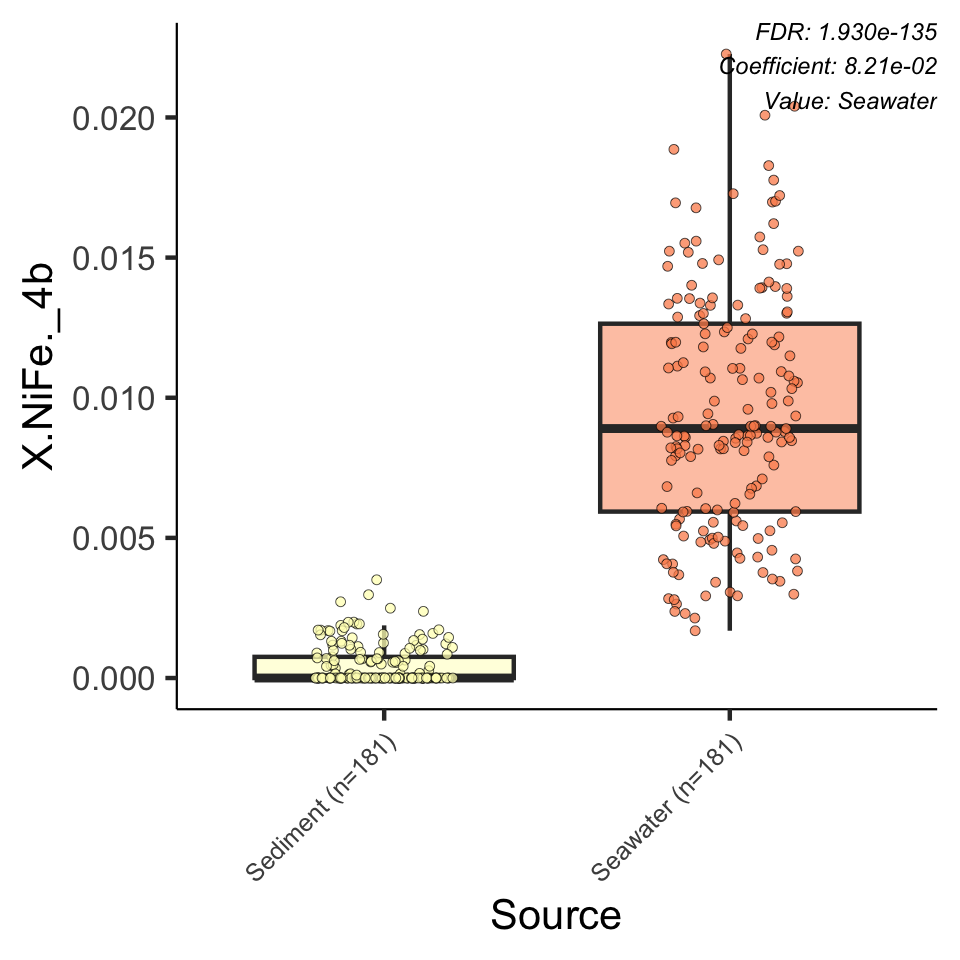 FDR: 1.930e-135
Coefficient: 8.21e-02
Value: Seawater
X.NiFe._4b
0.020
0.015
0.010
0.005
0.000
Sediment (n=181)
Seawater (n=181)
Source